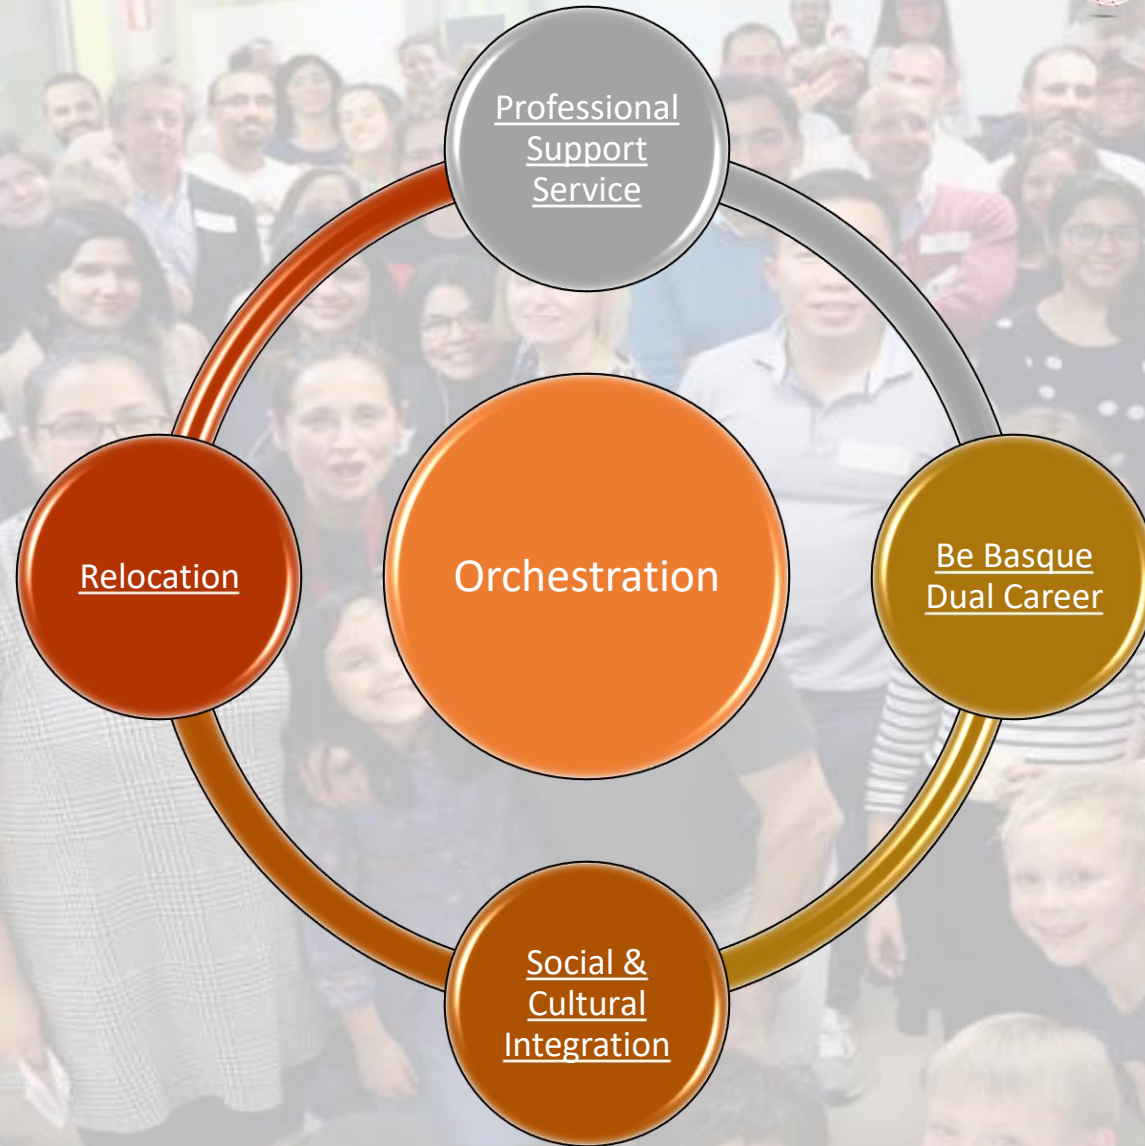 Professional
Support
Service
Relocation
Orchestration
Be Basque
Dual Career
Social &
Cultural
Integration